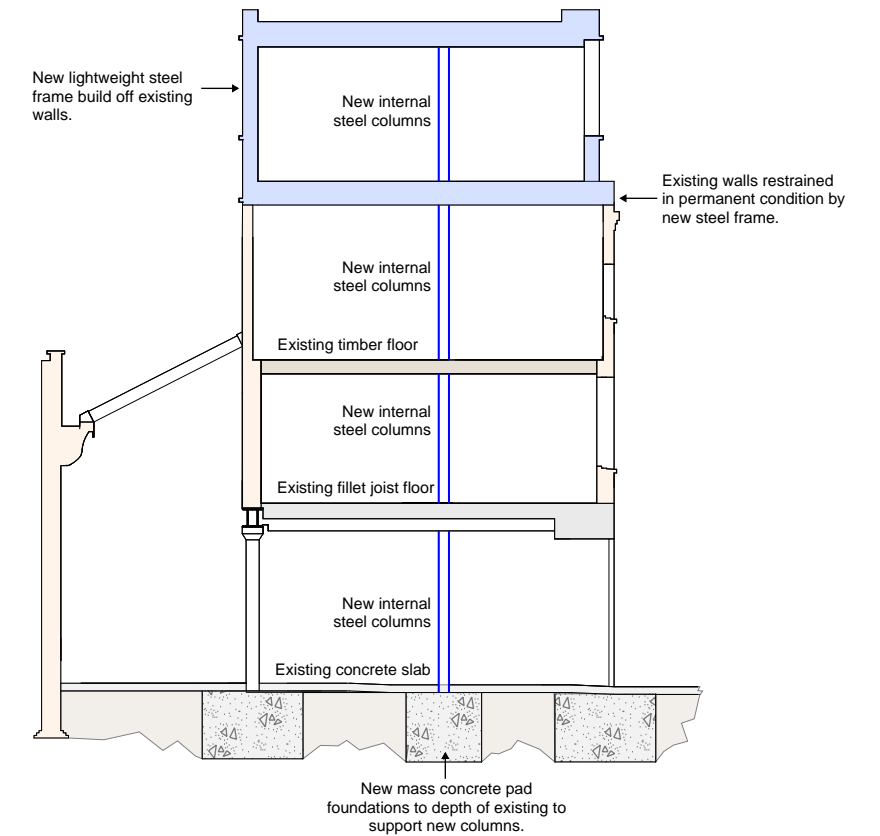 New lightweight steel
frame build off existing
walls.
New internal
steel columns
Existing walls restrained
in permanent condition by
new steel frame.
New internal
steel columns
Existing timber floor
New internal
steel columns
Existing fillet joist floor
New internal
steel columns
Existing concrete slab
New mass concrete pad
foundations to depth of existing to
support new columns.